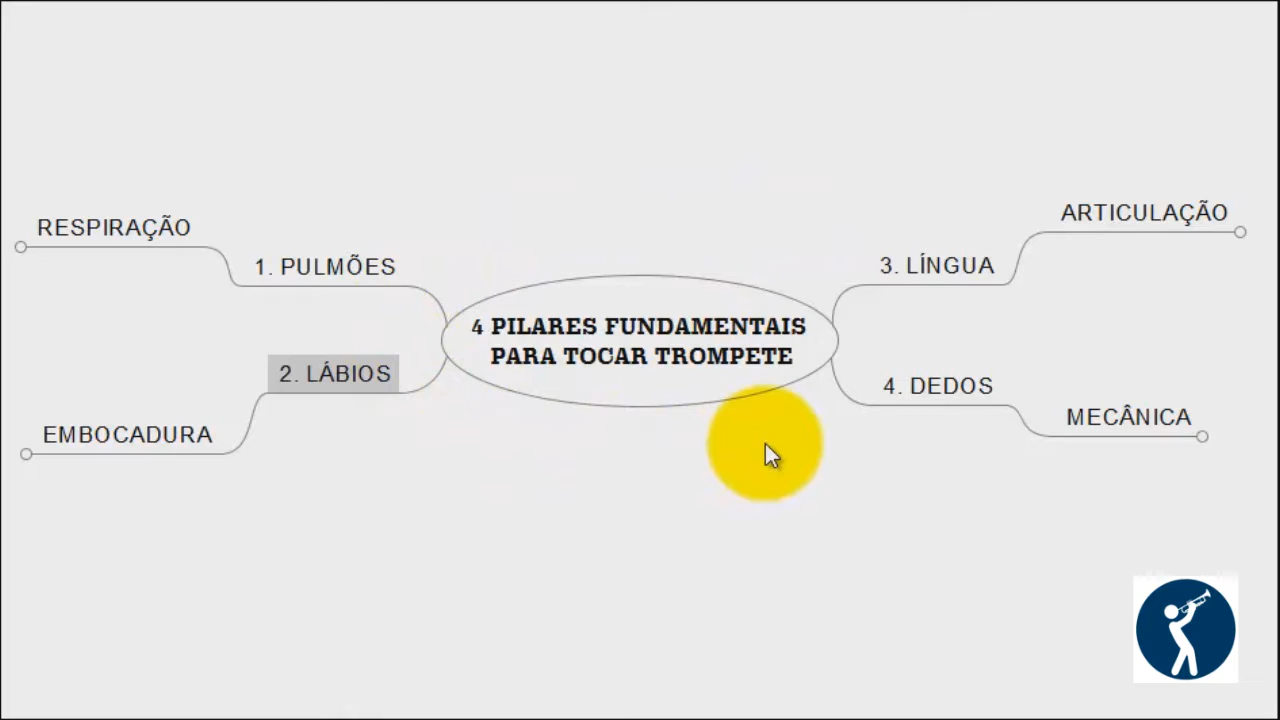 RESPIRAÇÃO
1. PULMÕES
2. LÁBIOS
EMBOCADURA
4 PILARES FUNDAMENTAIS
PARA TOCAR TROMPETE
ARTICULAÇÃO
3. LÍNGUA
4. DEDOS
MECÂNICA